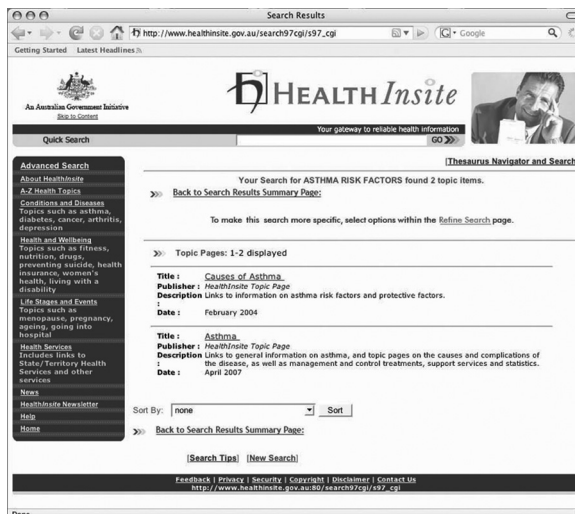 Search Results
http://www.healthinsite.gov.au/search97cgi/s97_cgi
G Google
Getting Started Latest Headlines
An Australian Government Initiative
Skip to Content
HEALTHInsite
Your gateway to reliable health information
Quick Search
GO
|Thesaurus Navigator and Search
Advanced Search
About HealthInsite
A-Z Health Topics
Conditions and Diseases
Topics such as asthma,
diabetes, cancer, arthritis,
depression
Health and Wellbeing
Topics such as fitness,
nutrition, drugs,
preventing suicide, health
insurance, women's
health, living with a
disability
Life Stages and Events
Topics such as
menopause, pregnancy,
ageing, going into
hospital
Health Services
Includes links to
State/Territory Health
Services and other
services
News
HealthInsite Newsletter
Help
Home
Your Search for ASTHMA RISK FACTORS found 2 topic items.
Back to Search Results Summary Page:
To make this search more specific, select options within the Refine Search page.
Topic Pages: 1-2 displayed
Title : Causes of Asthma
Publisher : HealthInsite Topic Page
Description Links to information on asthma risk factors and protective factors.
:
Date : February 2004
Title : Asthma
Publisher : HealthInsite Topic Page
Description Links to general information on asthma, and topic pages on the causes and complications of
: the disease, as well as management and control treatments, support services and statistics.
Date : April 2007
Sort By: none Sort
Back to Search Results Summary Page:
|Search Tips| |New Search|
Feedback | Privacy | Security | Copyright | Disclaimer | Contact Us
http://www.healthinsite.gov.au:80/search97cgi/s97_cgi
Done